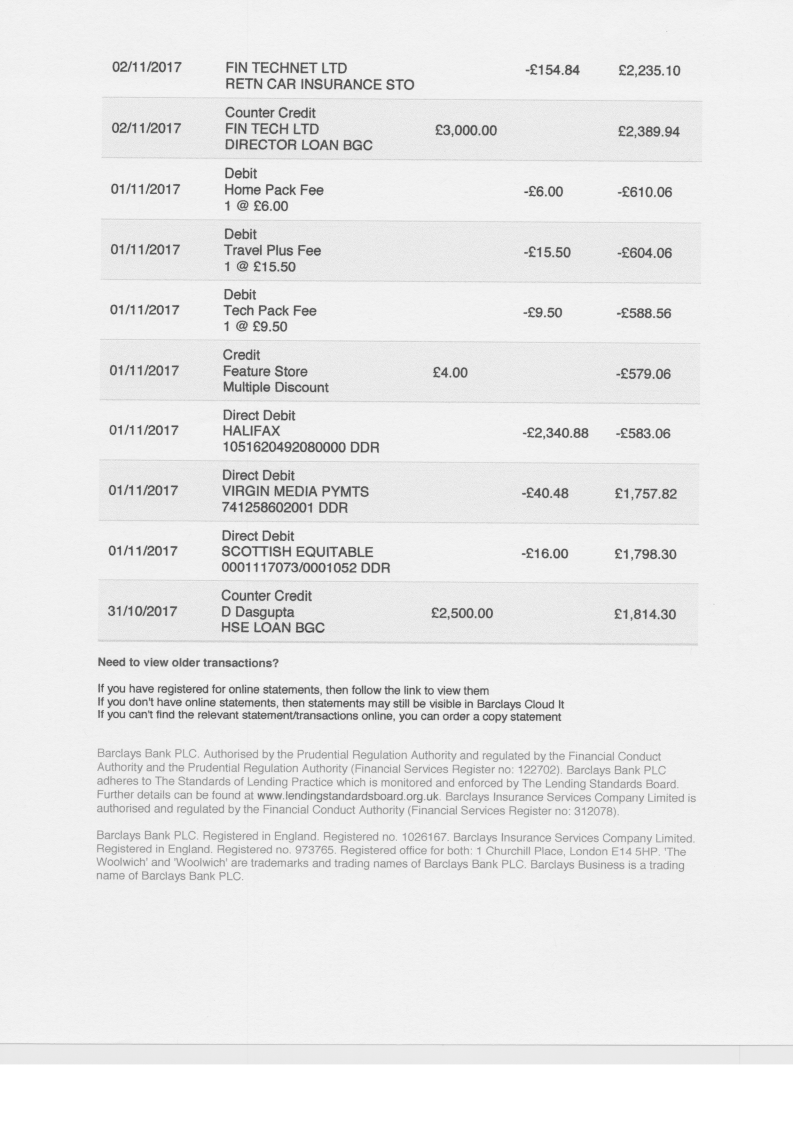 02/11/2017 FIN TECHNET LTD -£154.84 £2,235.10
RETN CAR INSURANCE STO
Counter Credit
02/11/2017 FIN TECH LTD £3,000.00 £2,389.94
DIRECTOR LOAN BGC
Debit
01/11/2017 Home Pack Fee -£6.00 -£610.06
1 @ £6.00
Debit
01/11/2017 Travel Plus Fee -£15.50 -£604.06
1 @ £15.50
Debit
01/11/2017 Tech Pack Fee -£9.50 -£588.56
1 @ £9.50
Credit
01/11/2017 Feature Store £4.00 -£579.06
Multiple Discount
Direct Debit
01/11/2017 HALIFAX -£2,340.88 -£583.06
1051620492080000 DDR
Direct Debit
01/11/2017 VIRGIN MEDIA PYMTS -£40.48 £1,757.82
741258602001 DDR
Direct Debit
01/11/2017 SCOTTISH EQUITABLE -£16.00 £1,798.30
0001117073/0001052 DDR
Counter Credit
31/10/2017 D Dasgupta £2,500.00 £1,814.30
HSE LOAN BGC
Need to view older transactions?
If you have registered for online statements, then follow the link to view them
If you don't have online statements, then statements may still be visible in Barclays Cloud It
If you can't find the relevant statement/transactions online, you can order a copy statement
Barclays Bank PLC. Authorised by the Prudential Regulation Authority and regulated by the Financial Conduct
Authority and the Prudential Regulation Authority (Financial Services Register no: 122702). Barclays Bank PLC
adheres to The Standards of Lending Practice which is monitored and enforced by The Lending Standards Board.
Further details can be found at www.lendingstandardsboard.org.uk. Barclays Insurance Services Company Limited is
authorised and regulated by the Financial Conduct Authority (Financial Services Register no: 312078).
Barclays Bank PLC. Registered in England. Registered no. 1026167. Barclays Insurance Services Company Limited.
Registered in England. Registered no. 973765. Registered office for both: 1 Churchill Place, London E14 5HP. 'The
Woolwich' and 'Woolwich' are trademarks and trading names of Barclays Bank PLC. Barclays Business is a trading
name of Barclays Bank PLC.